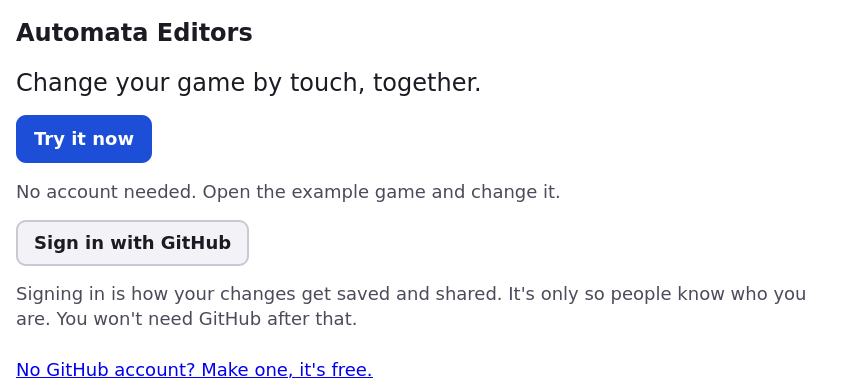 Automata Editors
Change your game by touch, together.
Try it now
No account needed. Open the example game and change it.
Sign in with GitHub
Signing in is how your changes get saved and shared. It's only so people know who you
are. You won't need GitHub after that.
No GitHub account? Make one, it's free.